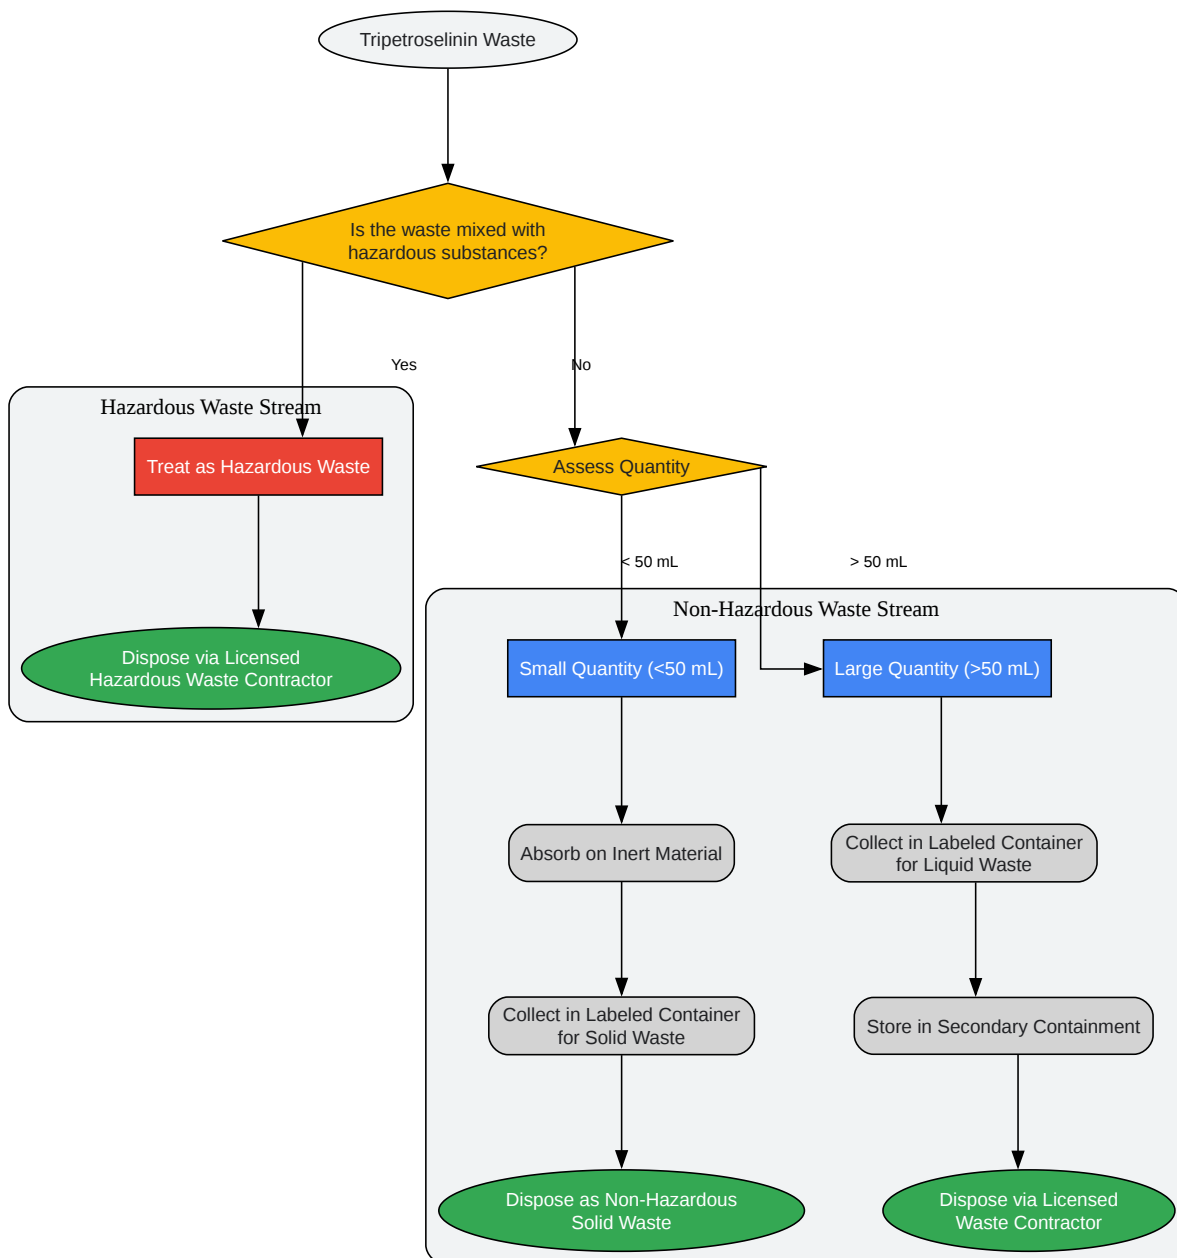 Tripetroselinin Waste
Is the waste mixed with
hazardous substances?
Yes
No
Hazardous Waste Stream
Treat as Hazardous Waste
Assess Quantity
< 50 mL
> 50 mL
Non-Hazardous Waste Stream
Dispose via Licensed
Hazardous Waste Contractor
Small Quantity (<50 mL)
Large Quantity (>50 mL)
Absorb on Inert Material
Collect in Labeled Container
for Liquid Waste
Collect in Labeled Container
for Solid Waste
Store in Secondary Containment
Dispose as Non-Hazardous
Solid Waste
Dispose via Licensed
Waste Contractor